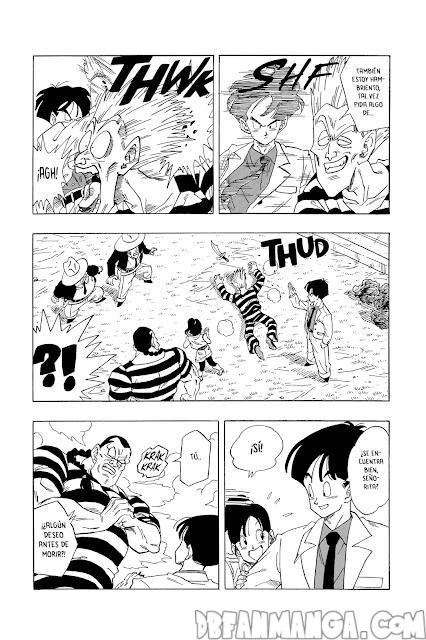 THWK
¡AGH!
SHF
TAMBIÉN
ESTOY HAM-
BRIENTO,
TAL VEZ
PIDA ALGO
DE...
THUD
?!
KRAK
KRAK
TÚ...
¿¡ALGÚN
DESEO
ANTES DE
MORIR?!
¡SÍ!
¿SE EN-
CUENTRA
BIEN,
SEÑO-
RITA?
DBFANMANGA.COM